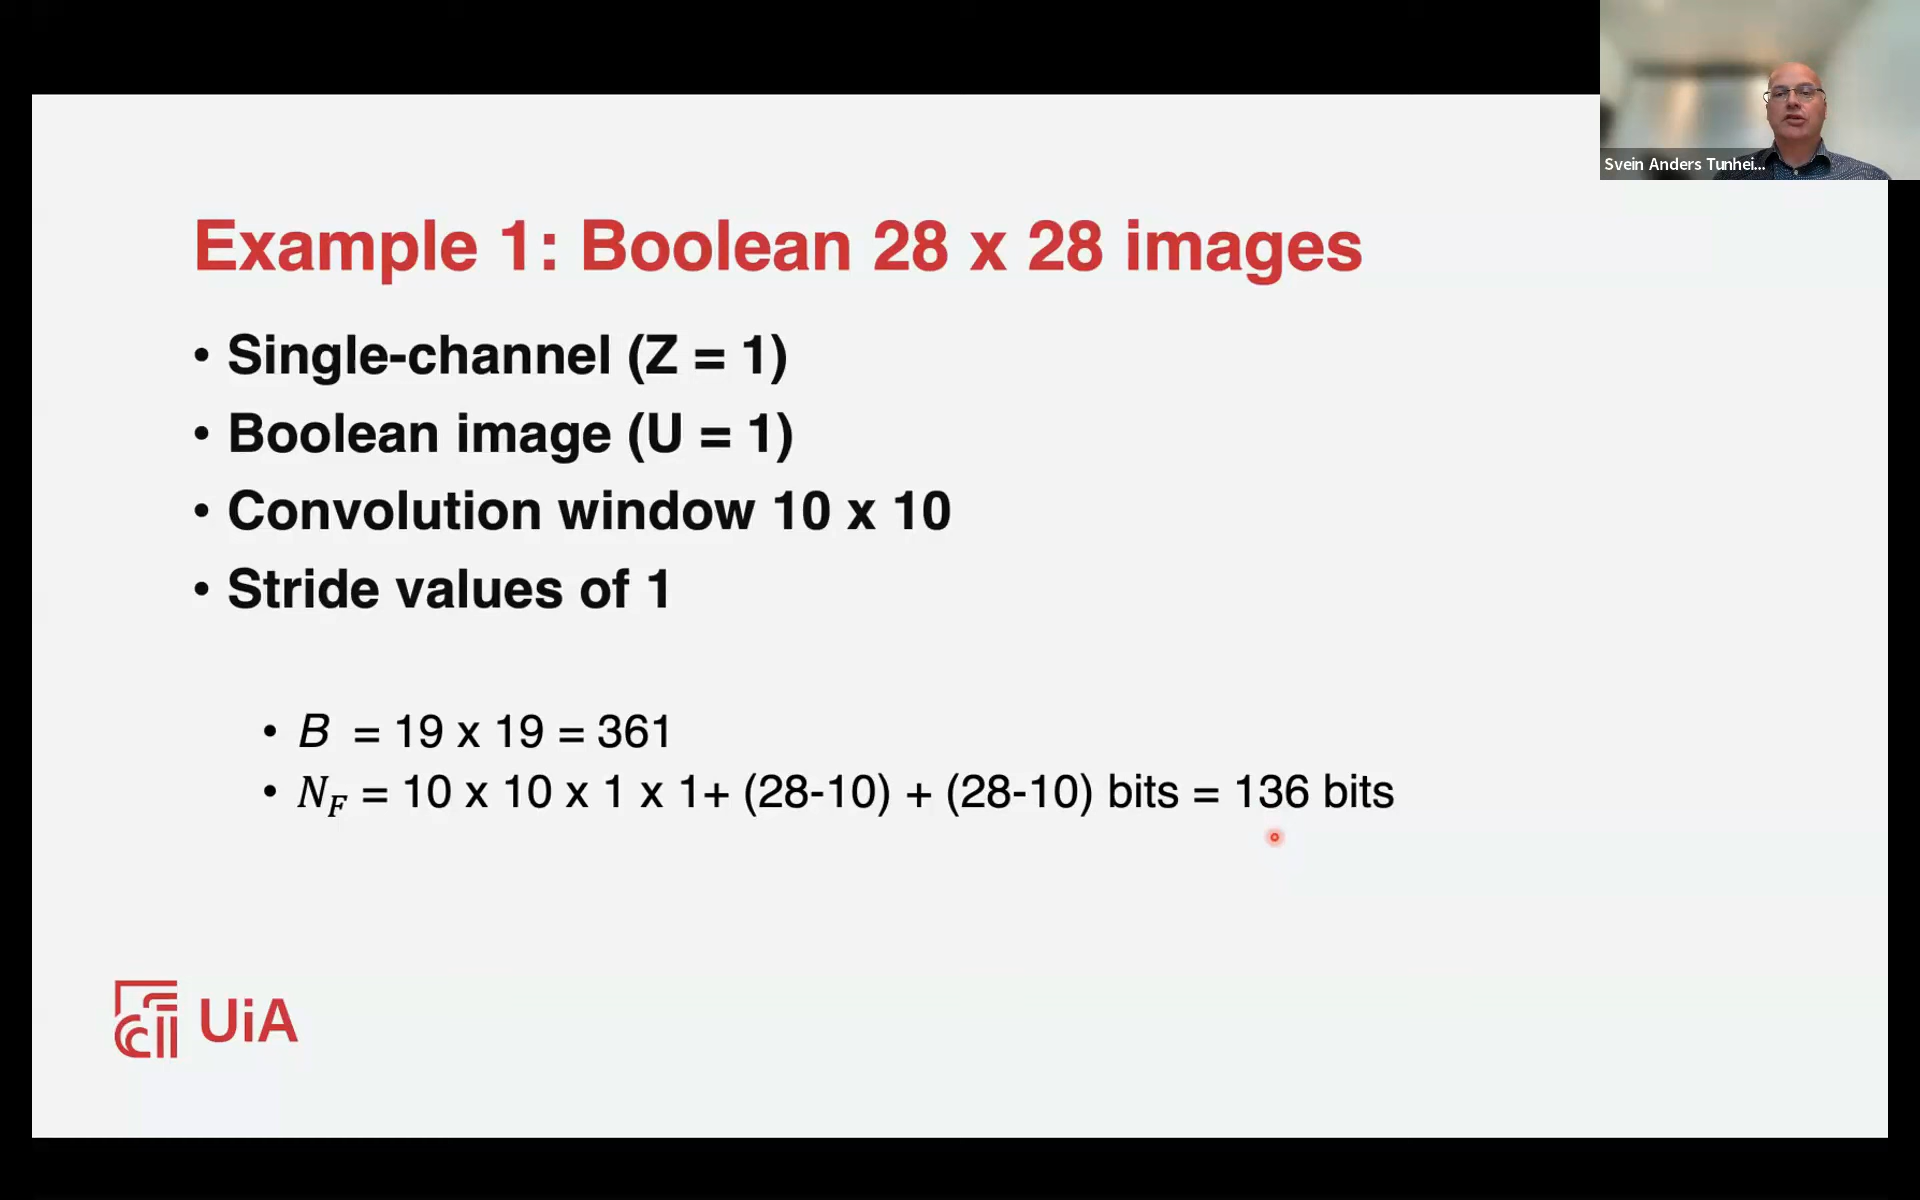 Svein Anders Tunhei...
Example 1: Boolean 28 x 28 images
• Single-channel (Z = 1)
• Boolean image (U = 1)
• Convolution window 10 x 10
• Stride values of 1
• B = 19 x 19 = 361
• N_F = 10 x 10 x 1 x 1+ (28-10) + (28-10) bits = 136 bits
UiA